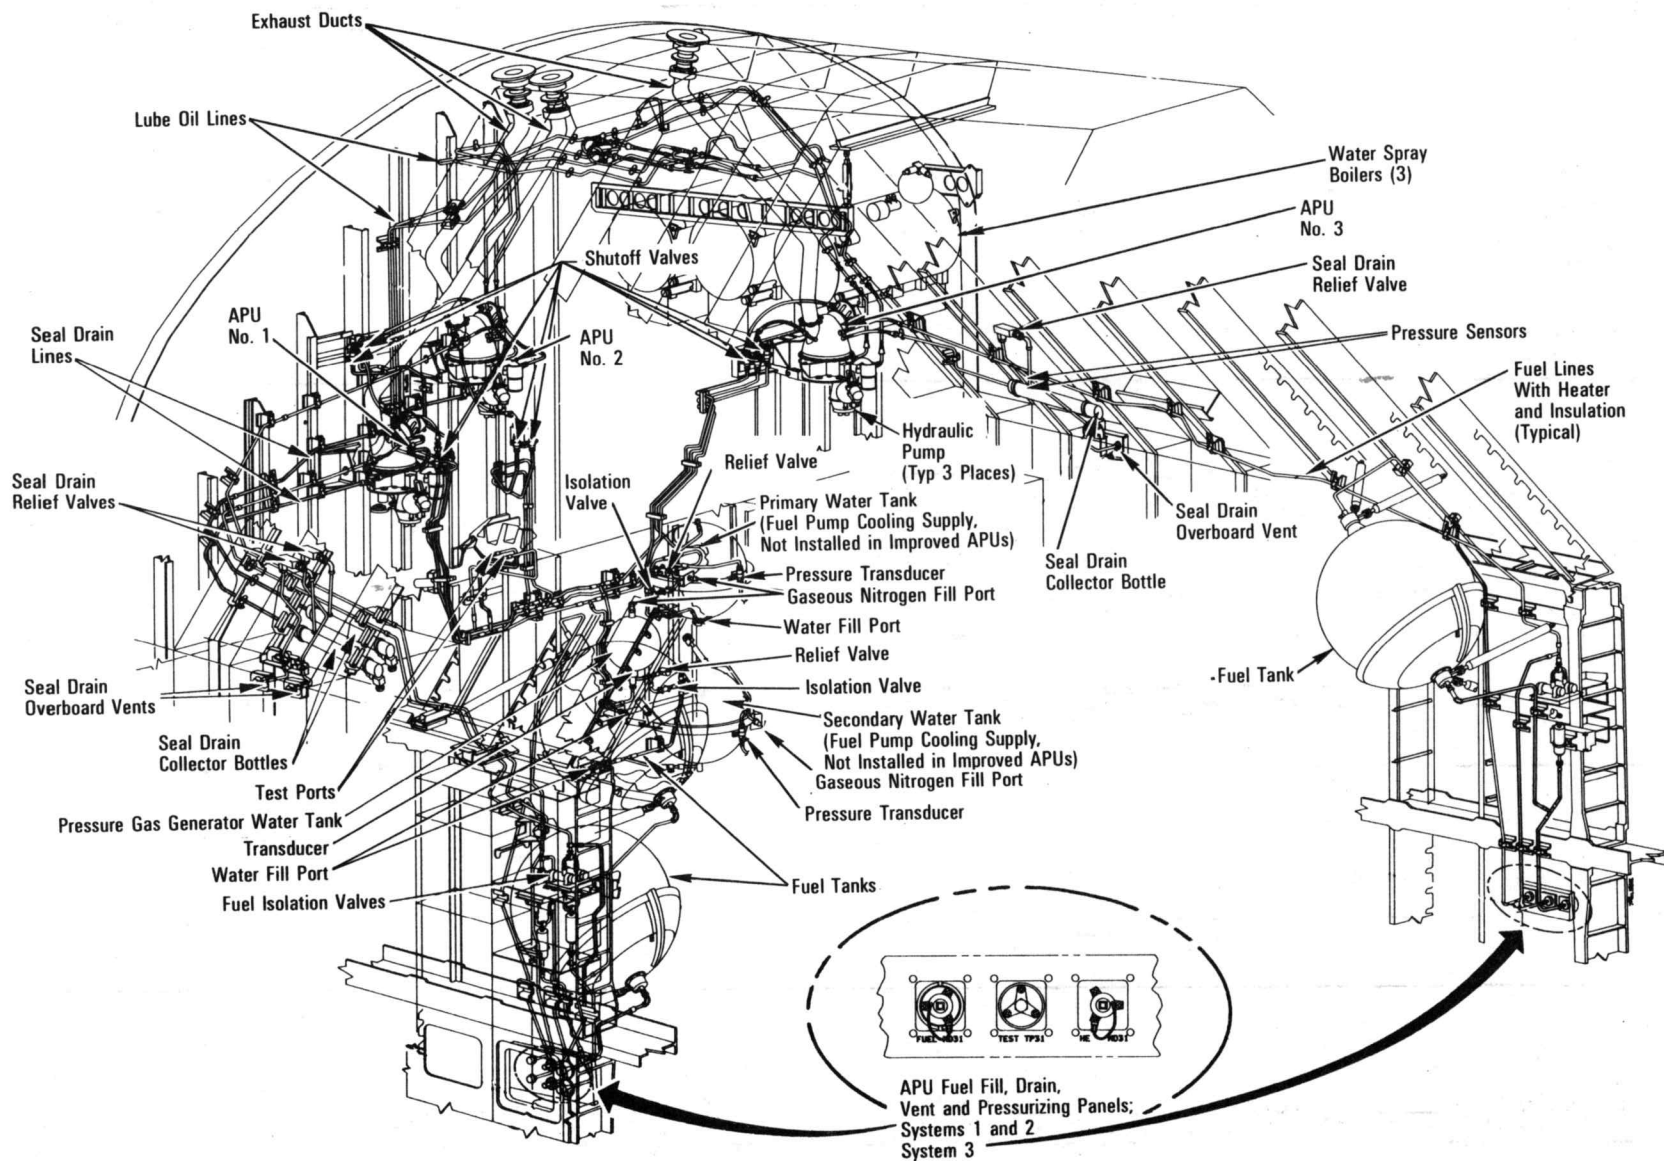 Exhaust Ducts
Lube Oil Lines
Water Spray
Boilers (3)
APU
No. 3
Shutoff Valves
Seal Drain
Relief Valve
APU
No. 1
Seal Drain
Lines
APU
No. 2
Pressure Sensors
Fuel Lines
With Heater
and Insulation
(Typical)
Hydraulic
Pump
(Typ 3 Places)
Relief Valve
Isolation
Valve
Seal Drain
Relief Valves
Primary Water Tank
(Fuel Pump Cooling Supply,
Not Installed in Improved APUs)
Seal Drain
Overboard Vent
Seal Drain
Collector Bottle
Pressure Transducer
Gaseous Nitrogen Fill Port
Water Fill Port
Relief Valve
Isolation Valve
Fuel Tank
Seal Drain
Overboard Vents
Secondary Water Tank
(Fuel Pump Cooling Supply,
Not Installed in Improved APUs)
Gaseous Nitrogen Fill Port
Seal Drain
Collector Bottles
Test Ports
Pressure Transducer
Pressure Gas Generator Water Tank
Transducer
Water Fill Port
Fuel Isolation Valves
Fuel Tanks
FUEL MD31
TEST TP31
HE MD31
APU Fuel Fill, Drain,
Vent and Pressurizing Panels;
Systems 1 and 2
System 3